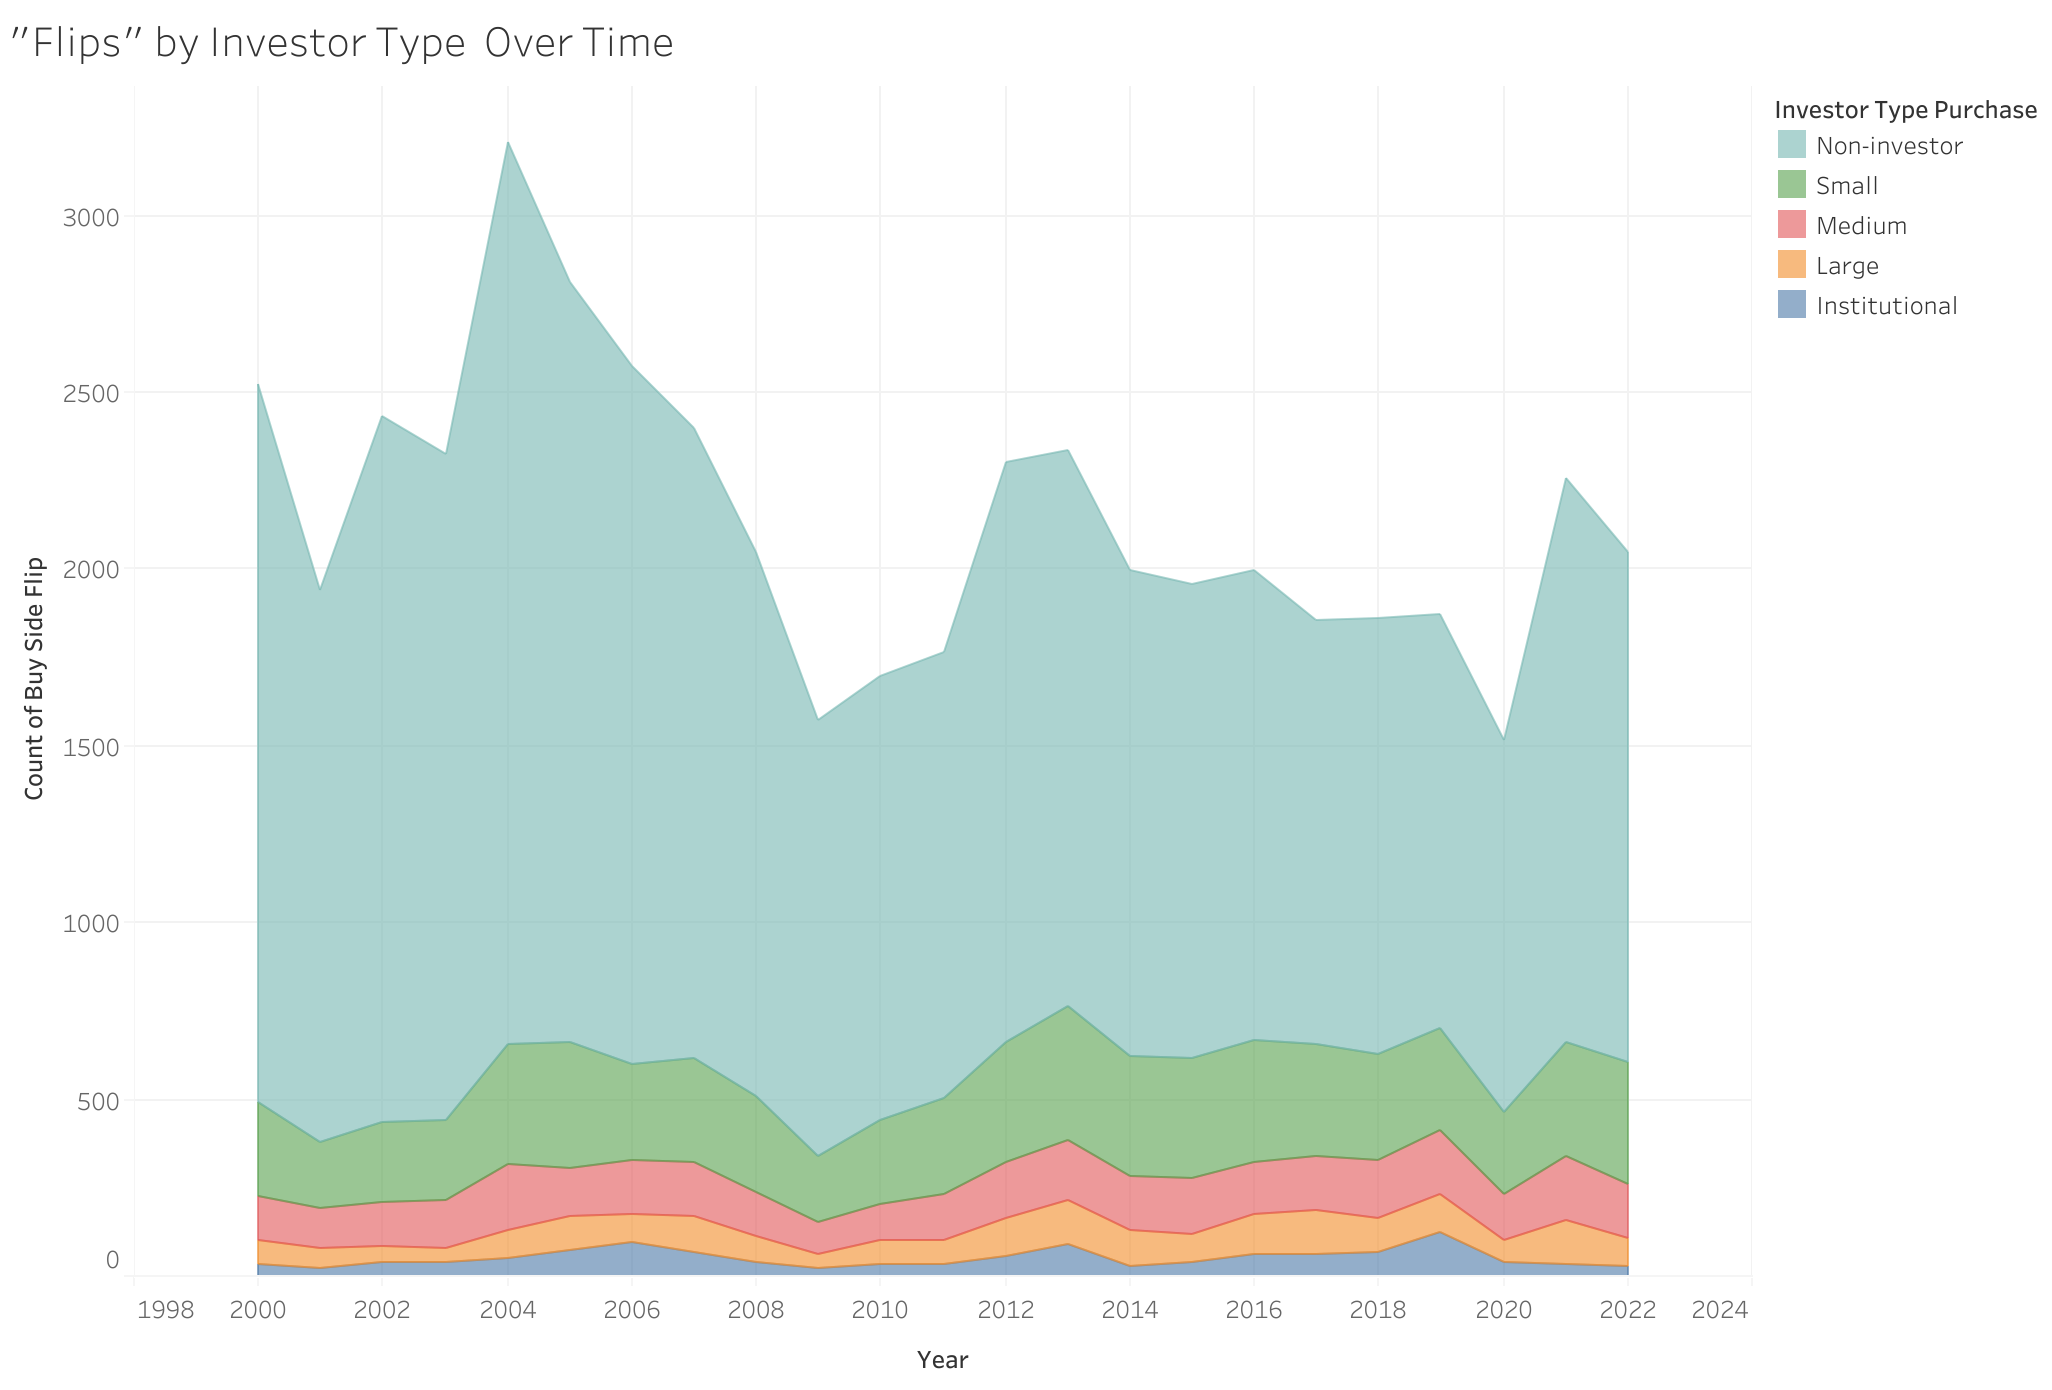 "Flips" by Investor Type Over Time
Investor Type Purchase
Non-investor
Small
Medium
Large
Institutional
Count of Buy Side Flip
3000
2500
2000
1500
1000
500
0
1998 2000 2002 2004 2006 2008 2010 2012 2014 2016 2018 2020 2022 2024
Year